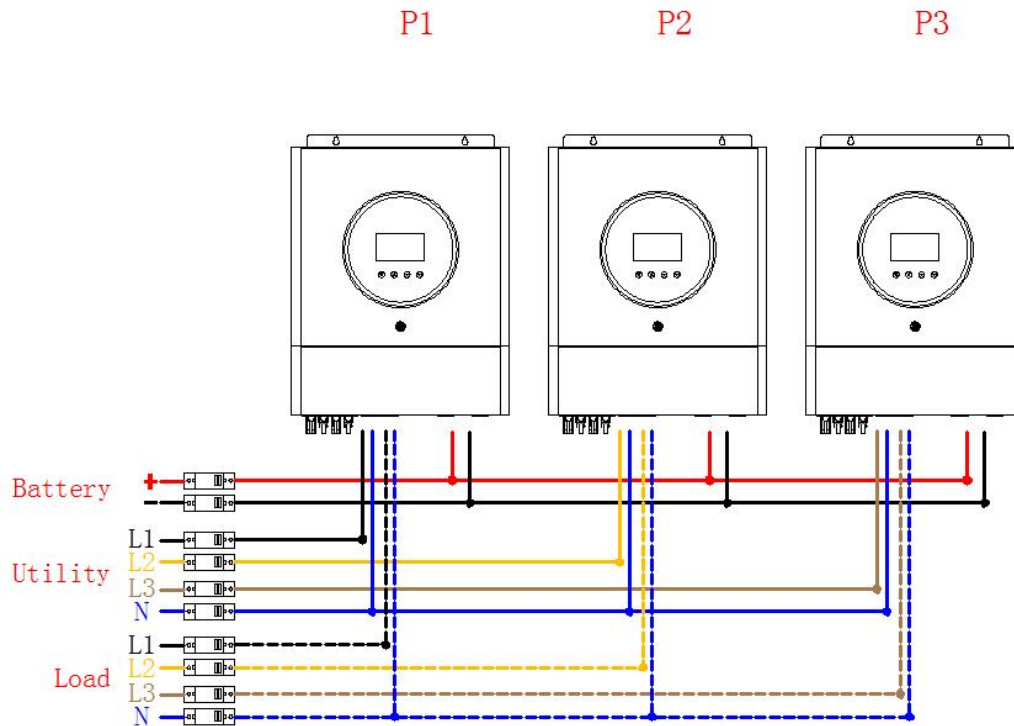 P1 P2 P3
Battery
+
-
Utility
L1
L2
L3
N
Load
L1
L2
L3
N